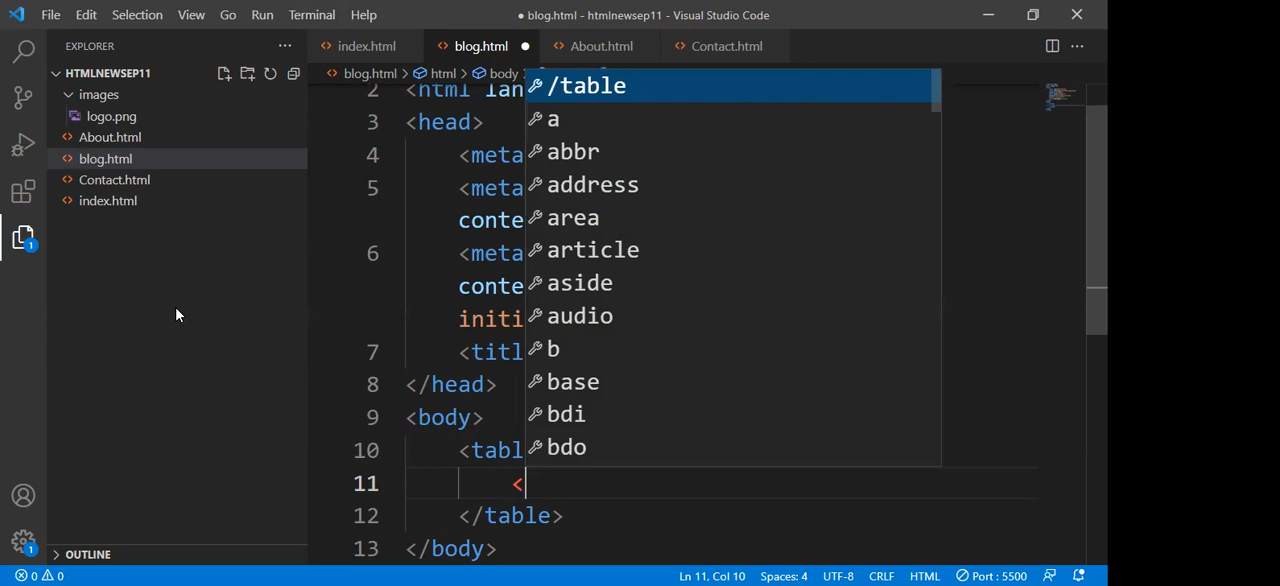 File Edit Selection View Go Run Terminal Help ● blog.html - htmlnewsep11 - Visual Studio Code
EXPLORER
HTMLNEWSEP11
images
logo.png
About.html
blog.html
Contact.html
index.html
OUTLINE
index.html blog.html About.html Contact.html
blog.html > html > body
2 <html lan
3 <head>
4 <meta
5 <meta
conte
6 <meta
conte
initi
7 <titl
8 </head>
9 <body>
10 <tabl
11 <
12 </table>
13 </body>
/table
a
abbr
address
area
article
aside
audio
b
base
bdi
bdo
1
1
0 0 Ln 11, Col 10 Spaces: 4 UTF-8 CRLF HTML Port : 5500